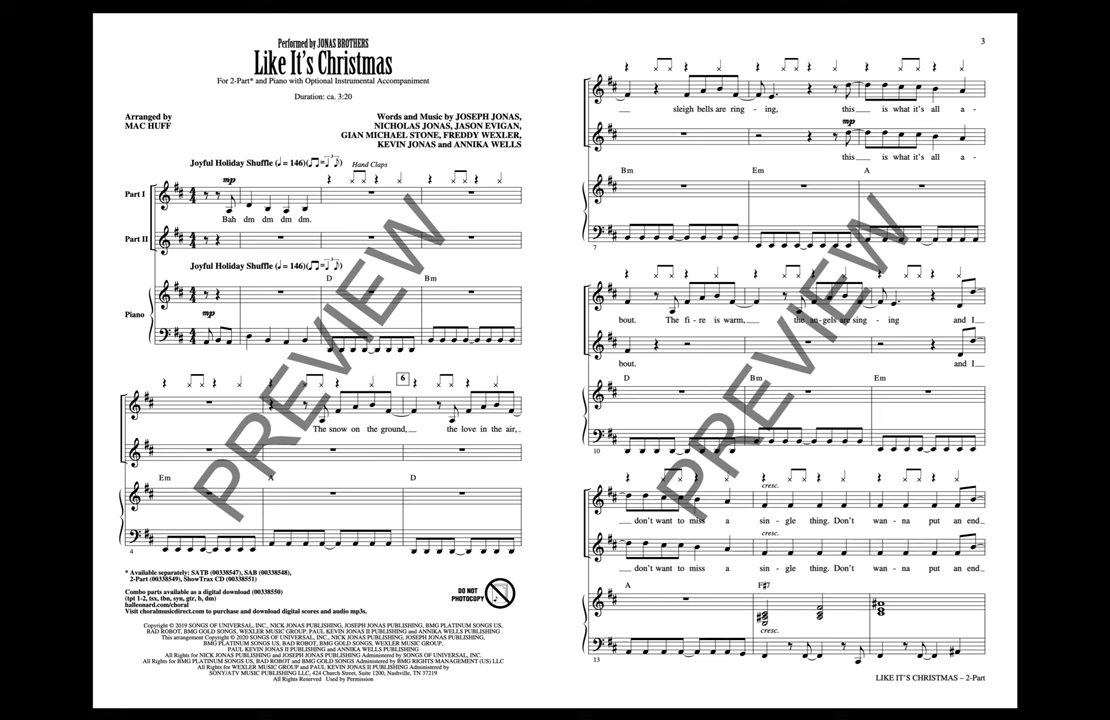 Performed by JONAS BROTHERS
Like It's Christmas
For 2-Part* and Piano with Optional Instrumental Accompaniment
Duration: ca. 3:20
Arranged by
MAC HUFF
Words and Music by JOSEPH JONAS,
NICHOLAS JONAS, JASON EVIGAN,
GIAN MICHAEL STONE, FREDDY WEXLER,
KEVIN JONAS and ANNIKA WELLS
Joyful Holiday Shuffle (♩ = 146)
Hand Claps
mp
Part I
Bah dm dm dm dm.
Part II
Joyful Holiday Shuffle (♩ = 146)
D Bm
mp
Piano
6
The snow on the ground, the love in the air,
Em A D
4
* Available separately: SATB (00338547), SAB (00338548),
2-Part (00338549), ShowTrax CD (00338551)
Combo parts available as a digital download (00338550)
(tpt 1-2, tsx, tbn, syn, gtr, b, dm)
halleonard.com/choral
Visit choralmusicdirect.com to purchase and download digital scores and audio mp3s.
DO NOT
PHOTOCOPY
Copyright © 2019 SONGS OF UNIVERSAL, INC., NICK JONAS PUBLISHING, JOSEPH JONAS PUBLISHING, BMG PLATINUM SONGS US,
BAD ROBOT, BMG GOLD SONGS, WEXLER MUSIC GROUP, PAUL KEVIN JONAS II PUBLISHING and ANNIKA WELLS PUBLISHING
This arrangement Copyright © 2020 SONGS OF UNIVERSAL, INC., NICK JONAS PUBLISHING, JOSEPH JONAS PUBLISHING,
BMG PLATINUM SONGS US, BAD ROBOT, BMG GOLD SONGS, WEXLER MUSIC GROUP,
PAUL KEVIN JONAS II PUBLISHING and ANNIKA WELLS PUBLISHING
All Rights for NICK JONAS PUBLISHING and JOSEPH JONAS PUBLISHING Administered by SONGS OF UNIVERSAL, INC.
All Rights for BMG PLATINUM SONGS US, BAD ROBOT and BMG GOLD SONGS Administered by BMG RIGHTS MANAGEMENT (US) LLC
All Rights for WEXLER MUSIC GROUP and PAUL KEVIN JONAS II PUBLISHING Administered by
SONY/ATV MUSIC PUBLISHING LLC, 424 Church Street, Suite 1200, Nashville, TN 37219
All Rights Reserved Used by Permission
PREVIEW
3
sleigh bells are ring - ing, this is what it's all a -
mp
this is what it's all a -
Bm Em A
7
bout. The fi - re is warm, the an-gels are sing - ing and I
bout. and I
D Bm Em
10
cresc.
don't want to miss a sin - gle thing. Don't wan - na put an end
cresc.
don't want to miss a sin - gle thing. Don't wan - na put an end
A F♯7
cresc.
13
LIKE IT'S CHRISTMAS – 2-Part
PREVIEW